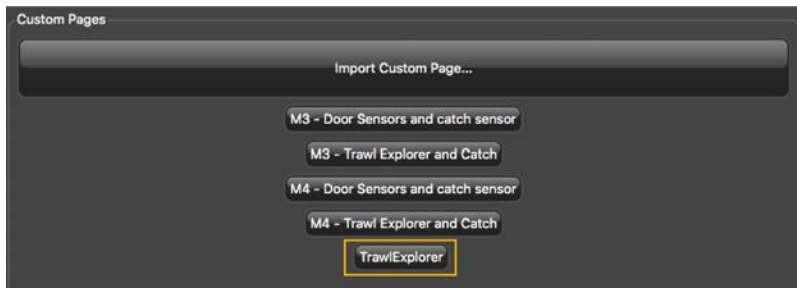 Custom Pages
Import Custom Page...
M3 - Door Sensors and catch sensor
M3 - Trawl Explorer and Catch
M4 - Door Sensors and catch sensor
M4 - Trawl Explorer and Catch
TrawlExplorer